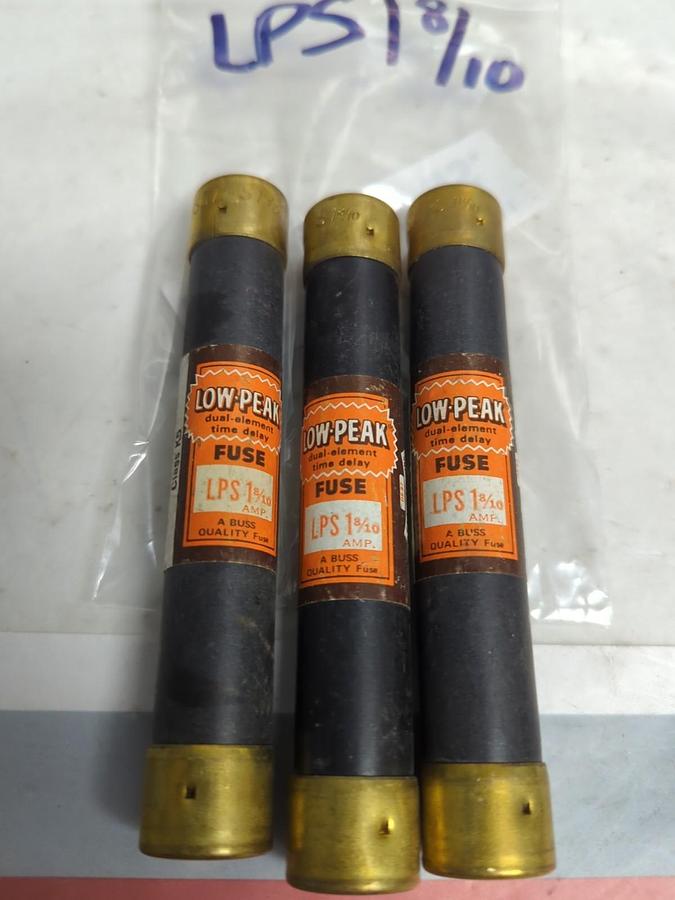 LPS 1 8/10
LOW-PEAK
dual-element
time delay
FUSE
LPS 1 8/10
AMP.
A BUSS
QUALITY Fuse
Class K5
LOW-PEAK
dual-element
time delay
FUSE
LPS 1 8/10
AMP.
A BUSS
QUALITY Fuse
LOW-PEAK
dual-element
time delay
FUSE
LPS 1 8/10
AMP.
A BUSS
QUALITY Fuse